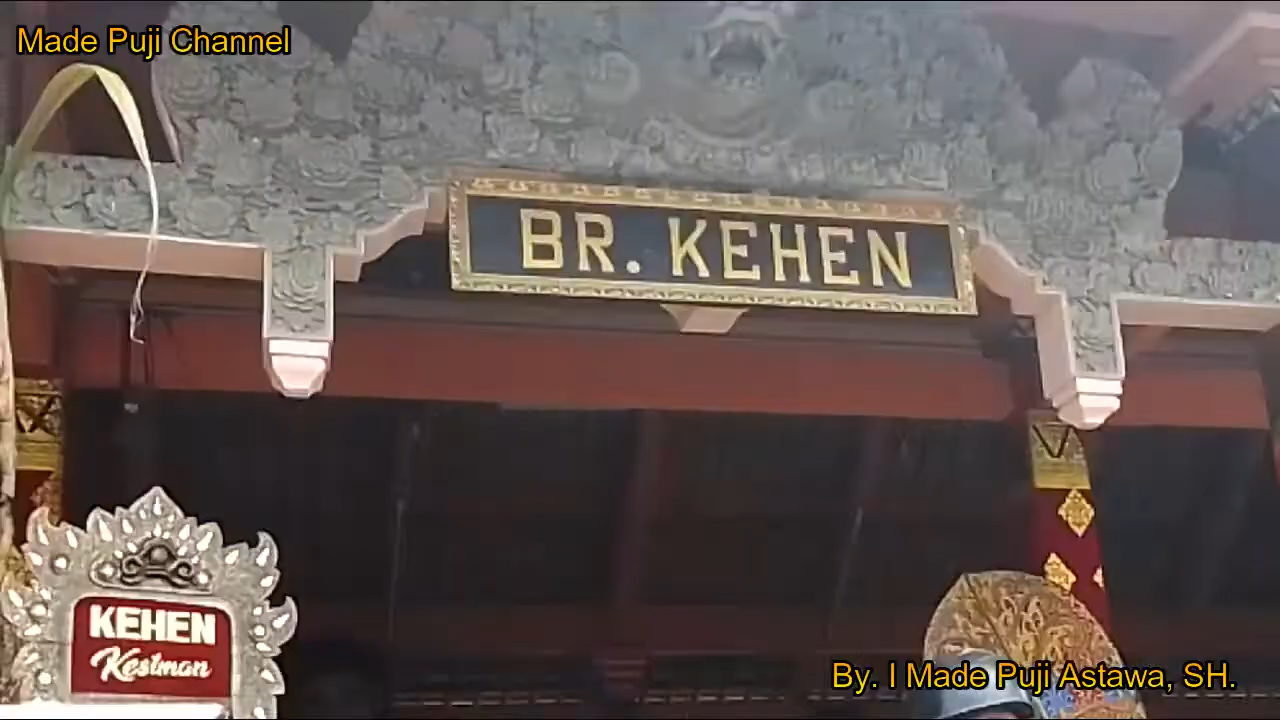 Made Puji Channel
BR. KEHEN
KEHEN
Kesiman
By. I Made Puji Astawa, SH.